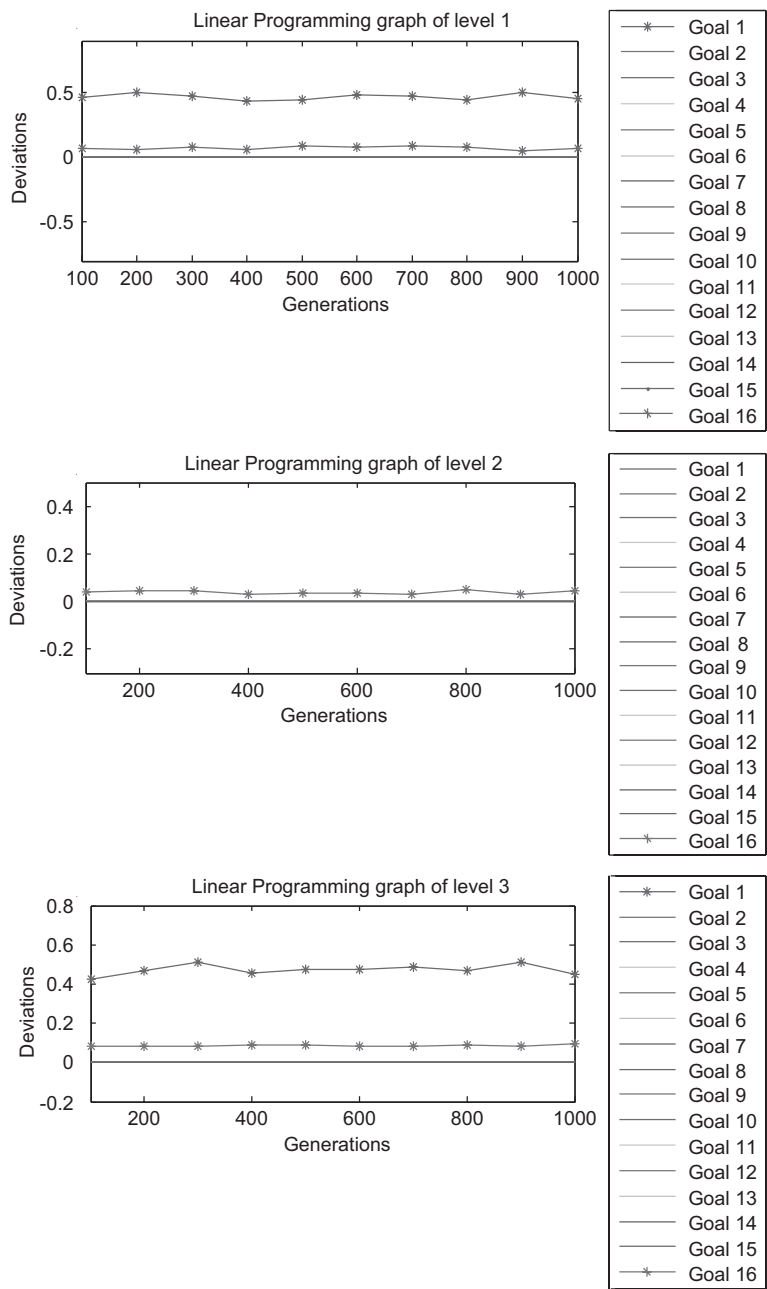 Linear Programming graph of level 1
0.5
0
-0.5
Deviations
100 200 300 400 500 600 700 800 900 1000
Generations
Goal 1
Goal 2
Goal 3
Goal 4
Goal 5
Goal 6
Goal 7
Goal 8
Goal 9
Goal 10
Goal 11
Goal 12
Goal 13
Goal 14
Goal 15
Goal 16
Linear Programming graph of level 2
0.4
0.2
0
-0.2
Deviations
200 400 600 800 1000
Generations
Goal 1
Goal 2
Goal 3
Goal 4
Goal 5
Goal 6
Goal 7
Goal 8
Goal 9
Goal 10
Goal 11
Goal 12
Goal 13
Goal 14
Goal 15
Goal 16
Linear Programming graph of level 3
0.8
0.6
0.4
0.2
0
-0.2
Deviations
200 400 600 800 1000
Generations
Goal 1
Goal 2
Goal 3
Goal 4
Goal 5
Goal 6
Goal 7
Goal 8
Goal 9
Goal 10
Goal 11
Goal 12
Goal 13
Goal 14
Goal 15
Goal 16